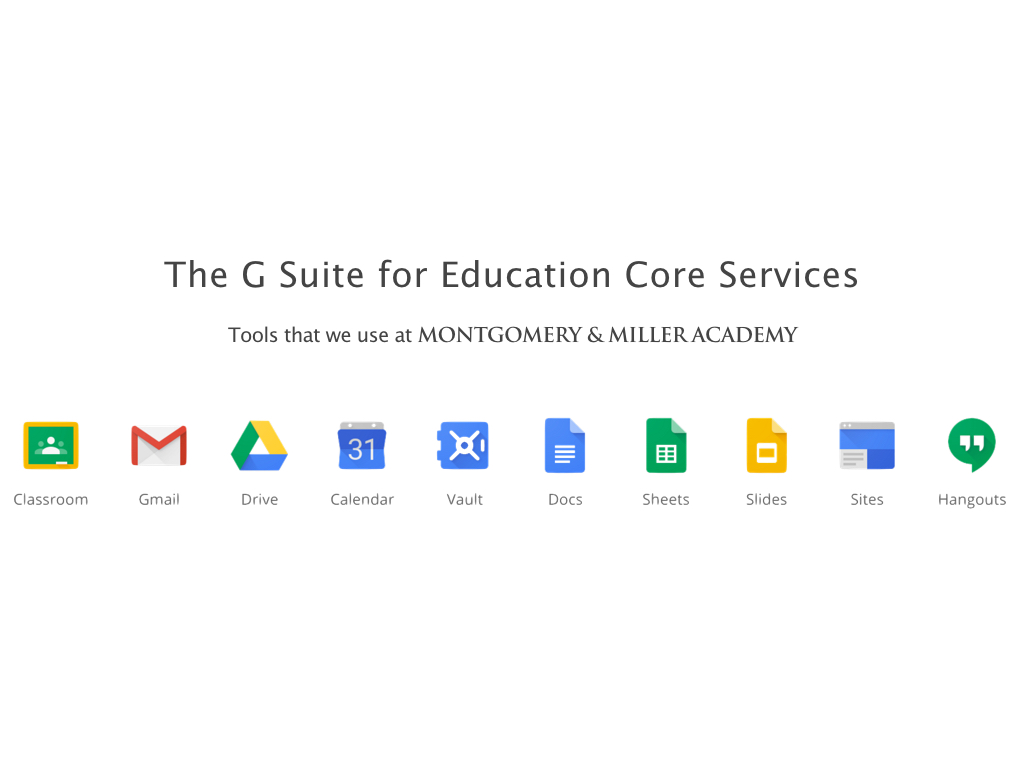 The G Suite for Education Core Services
Tools that we use at MONTGOMERY & MILLER ACADEMY
31
Classroom Gmail Drive Calendar Vault Docs Sheets Slides Sites Hangouts